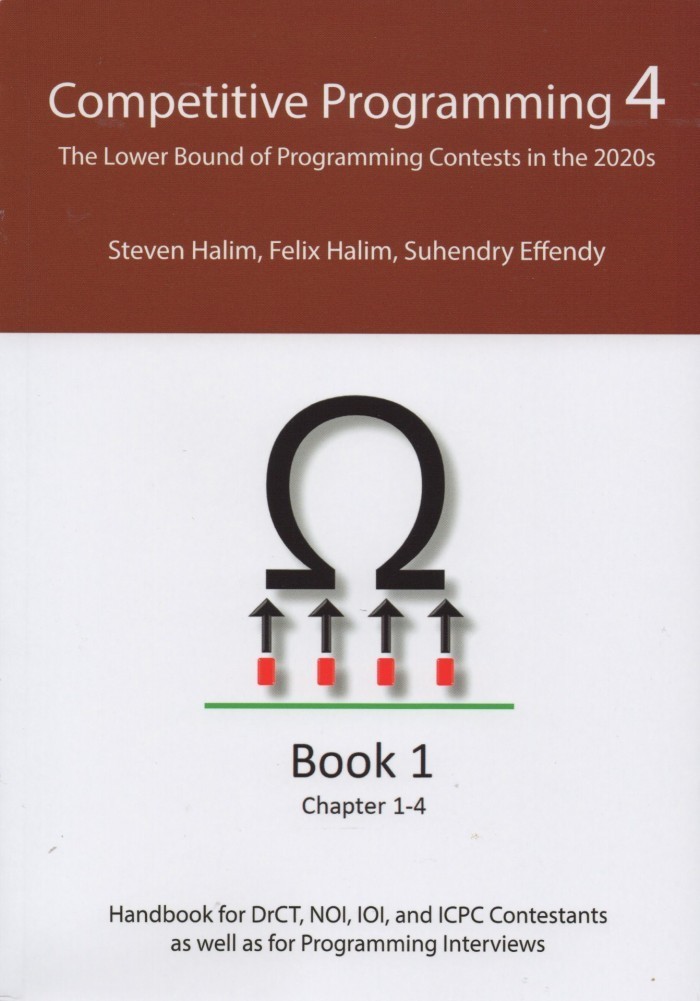 Competitive Programming 4
The Lower Bound of Programming Contests in the 2020s
Steven Halim, Felix Halim, Suhendry Effendy
Ω
Book 1
Chapter 1-4
Handbook for DrCT, NOI, IOI, and ICPC Contestants
as well as for Programming Interviews